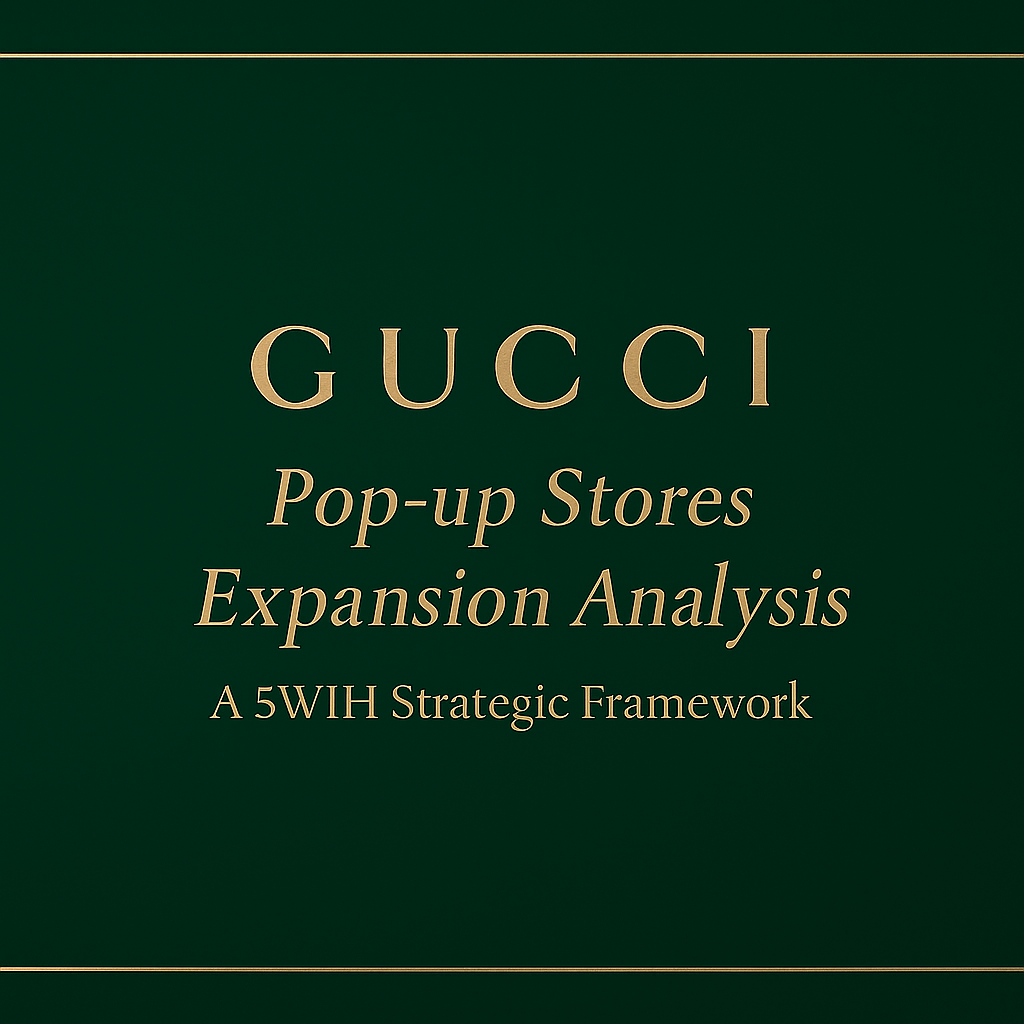 GUCCI
Pop-up Stores
Expansion Analysis
A 5WIH Strategic Framework